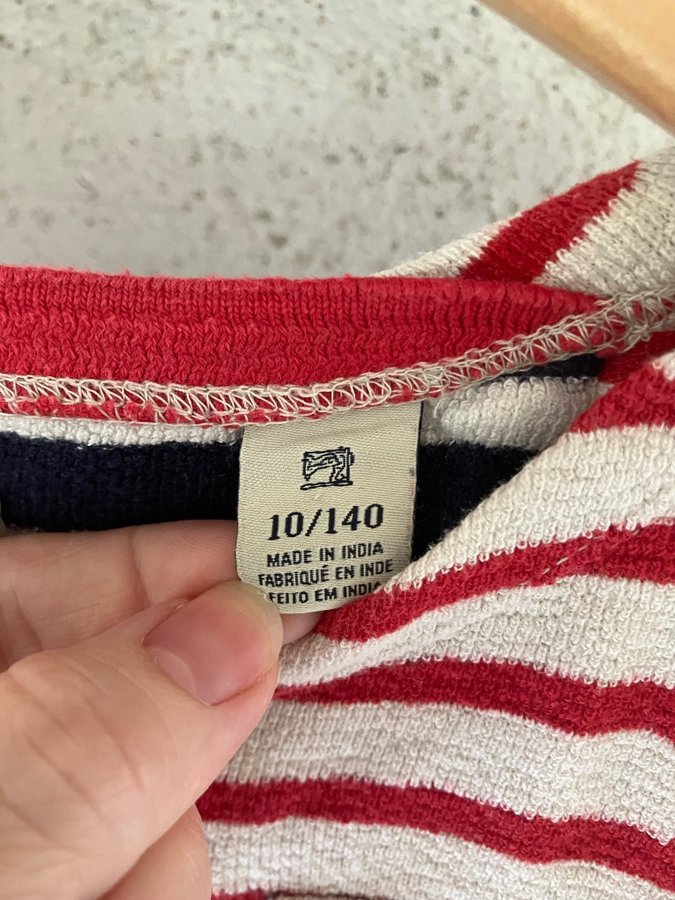 10/140
MADE IN INDIA
FABRIQUÉ EN INDE
FEITO EM INDIA